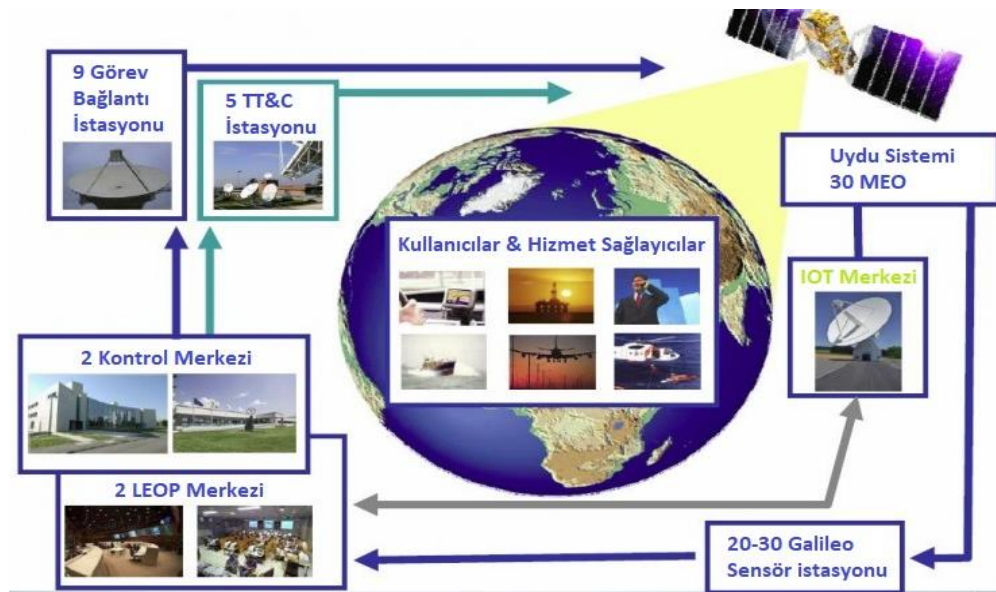 9 Görev
Bağlantı
İstasyonu
5 TT&C
İstasyonu
Uydu Sistemi
30 MEO
Kullanıcılar & Hizmet Sağlayıcılar
IOT Merkezi
2 Kontrol Merkezi
2 LEOP Merkezi
20-30 Galileo
Sensör istasyonu